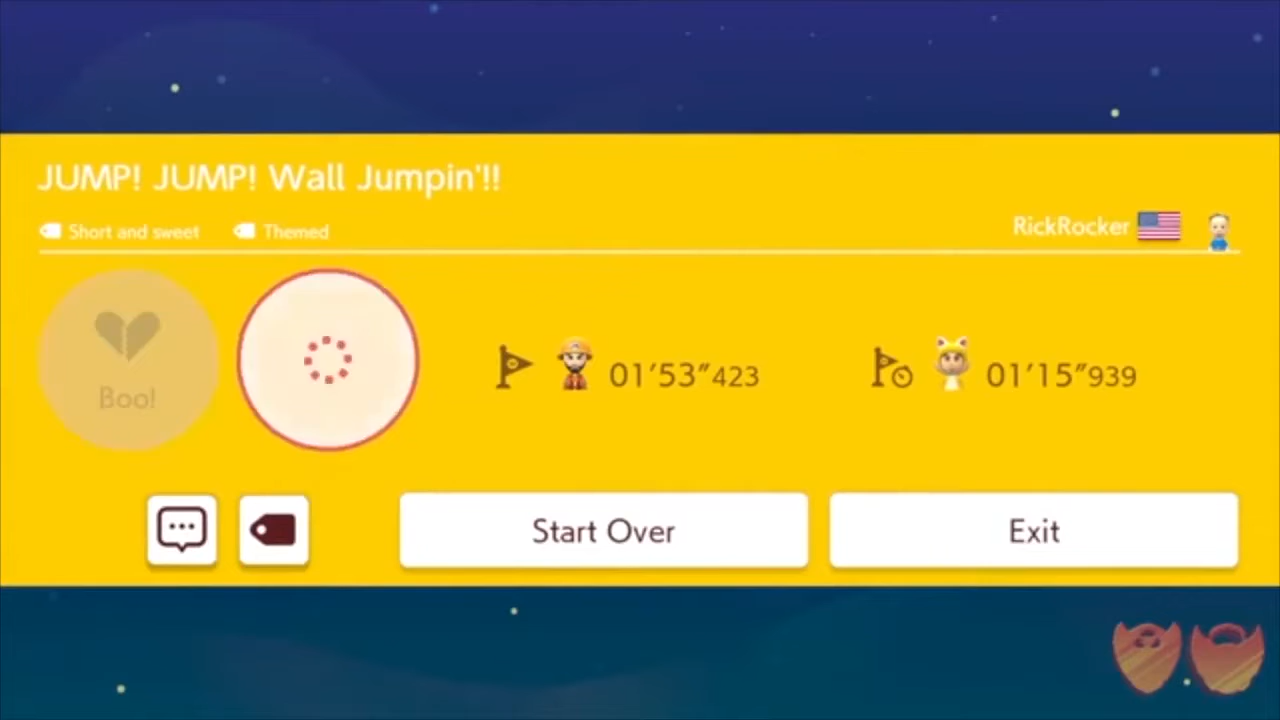 JUMP! JUMP! Wall Jumpin'!!
Short and sweet Themed
RickRocker
Boo!
01'53"423
01'15"939
Start Over
Exit